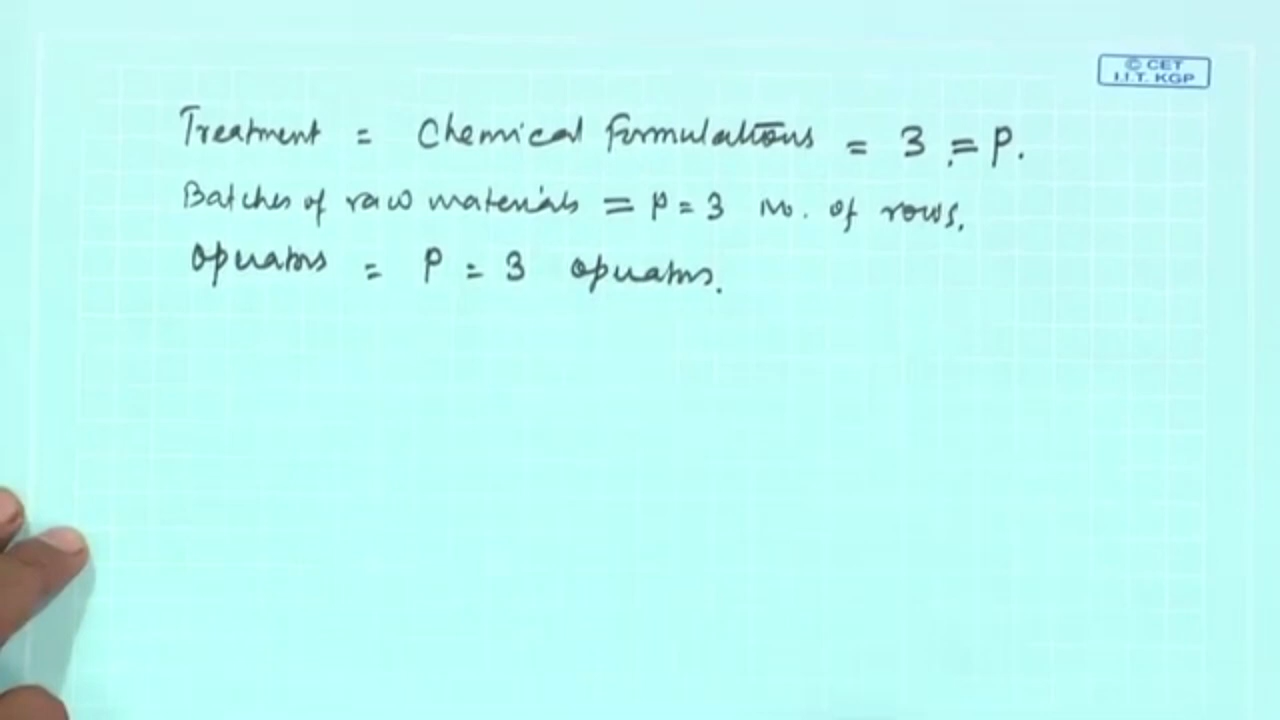 © CET
I.I.T. KGP
Treatment = Chemical formulations = 3 = P.
Batches of raw materials = P = 3 no. of rows.
operators = P = 3 operators.